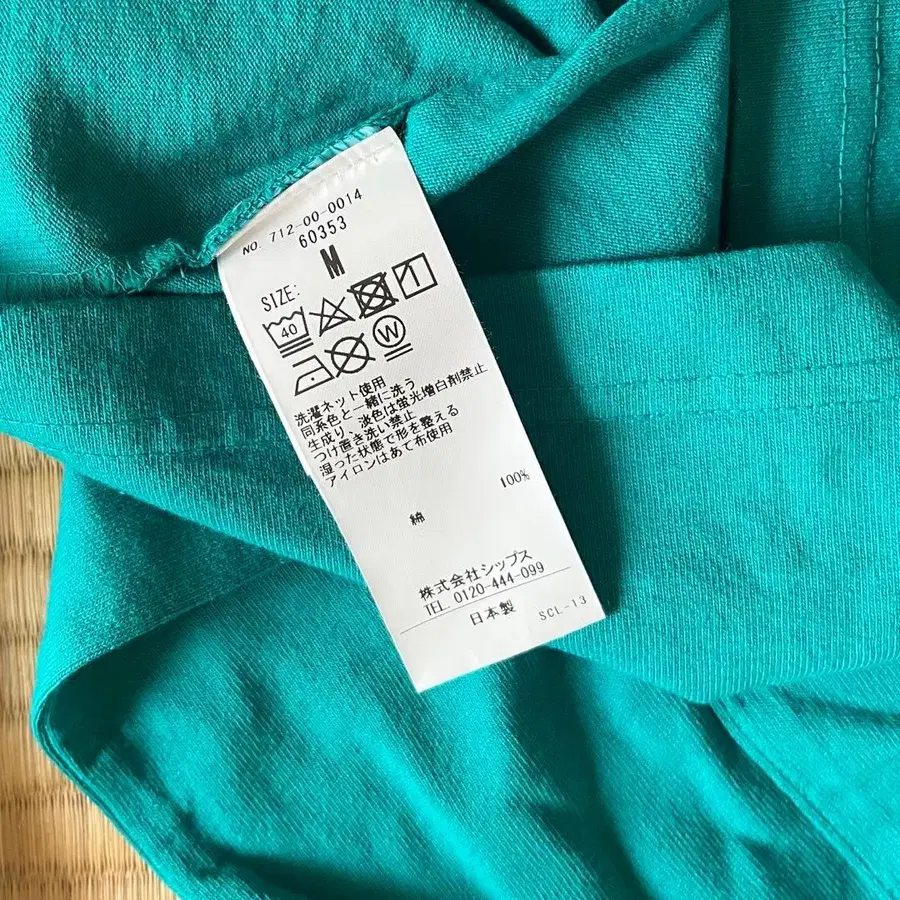 NO. 712-00-0014
60353
SIZE: M
40
W
洗濯ネット使用
同系色と一緒に洗う
生成り、淡色は蛍光増白剤禁止
つけ置き洗い禁止
湿った状態で形を整える
アイロンはあて布使用
綿 100%
株式会社シップス
TEL. 0120-444-099
日本製 SCL-13